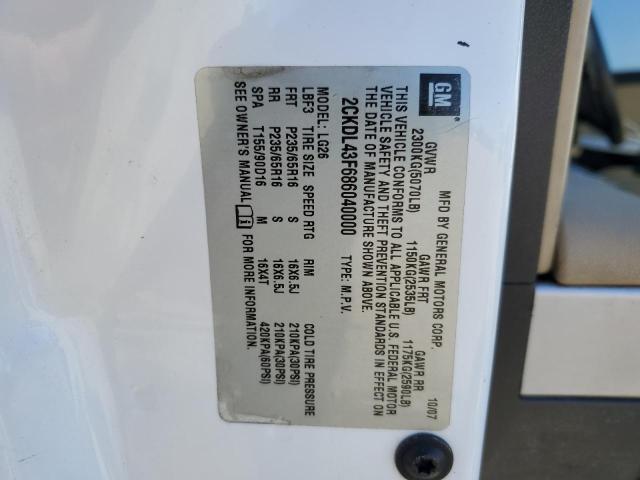 GM
MFD BY GENERAL MOTORS CORP. 10/07
GVWR GAWR FRT GAWR RR
2300KG(5070LB) 1150KG(2535LB) 1175KG(2590LB)
THIS VEHICLE CONFORMS TO ALL APPLICABLE U.S. FEDERAL MOTOR
VEHICLE SAFETY AND THEFT PREVENTION STANDARDS IN EFFECT ON
THE DATE OF MANUFACTURE SHOWN ABOVE.
2CKDL43F686040000 TYPE: M.P.V.
MODEL: LG26
LBF3 TIRE SIZE SPEED RTG RIM COLD TIRE PRESSURE
FRT P235/65R16 S 16X6.5J 210KPA(30PSI)
RR P235/65R16 S 16X6.5J 210KPA(30PSI)
SPA T155/90D16 M 16X4T 420KPA(60PSI)
SEE OWNER'S MANUAL FOR MORE INFORMATION.